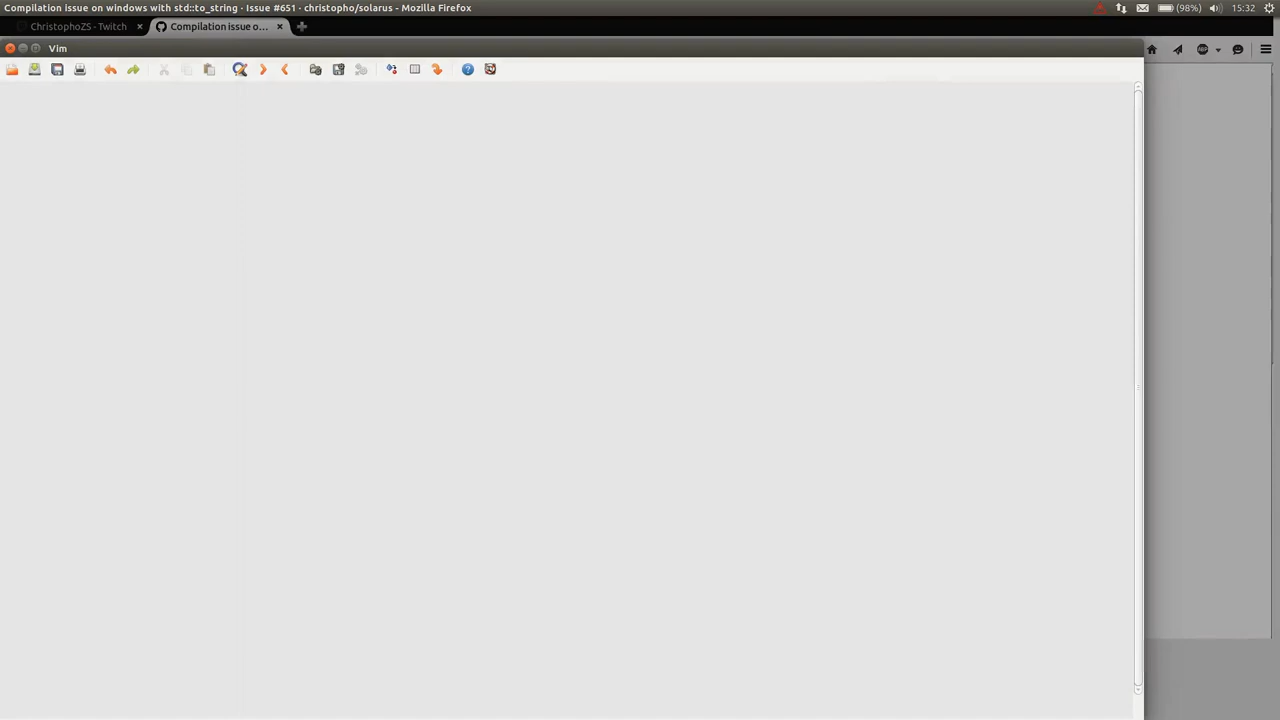 Compilation issue on windows with std::to_string · Issue #651 · christopho/solarus - Mozilla Firefox
(98%)
15:32
ChristophoZS - Twitch
Compilation issue o...
Vim